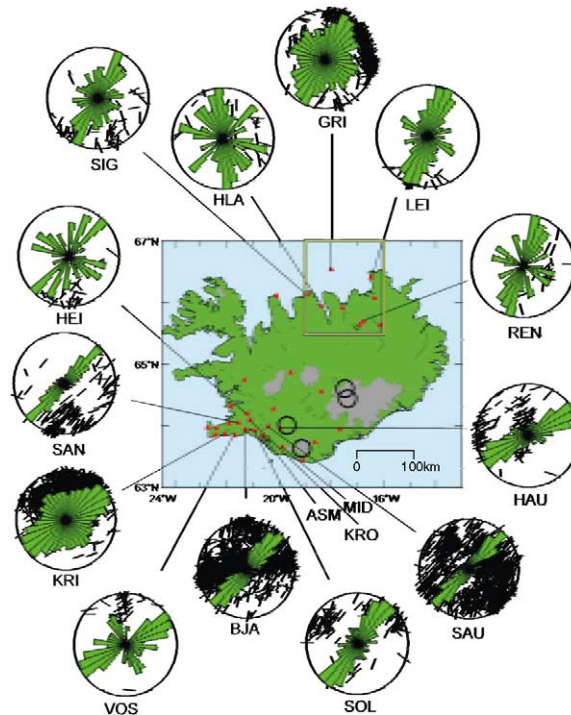 GRI
SIG
HLA
LEI
67°N
HEI
REN
65°N
SAN
HAU
0 100km
63°N
24°W 20°W 16°W
ASM MID
KRO
KRI
BJA
SAU
VOS
SOL